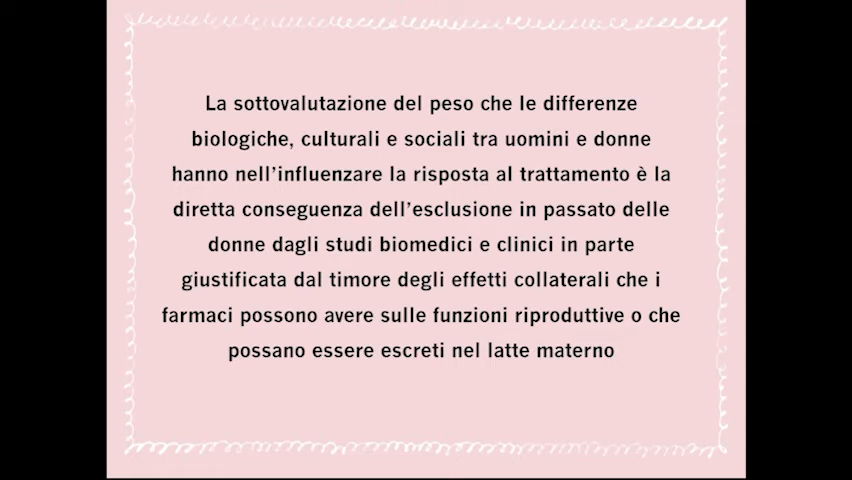 La sottovalutazione del peso che le differenze
biologiche, culturali e sociali tra uomini e donne
hanno nell’influenzare la risposta al trattamento è la
diretta conseguenza dell’esclusione in passato delle
donne dagli studi biomedici e clinici in parte
giustificata dal timore degli effetti collaterali che i
farmaci possono avere sulle funzioni riproduttive o che
possano essere escreti nel latte materno